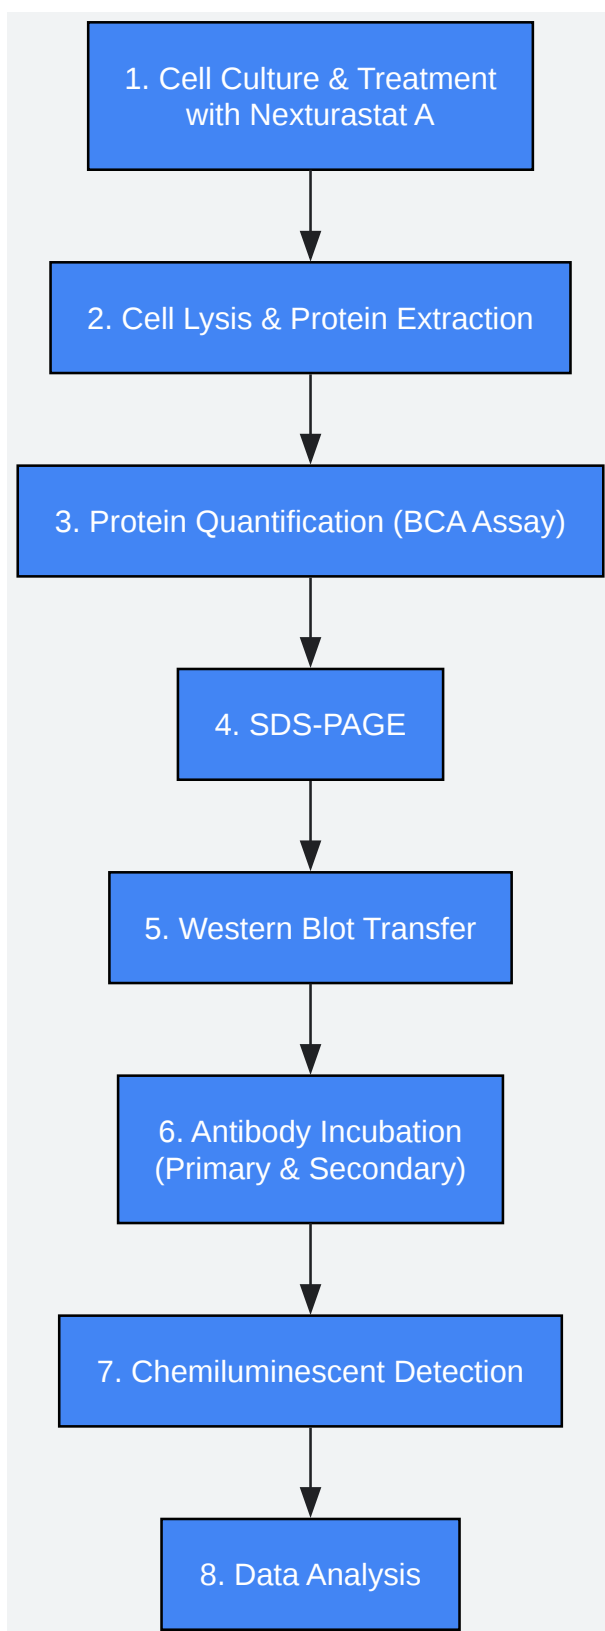 1. Cell Culture & Treatment
with Nexturastat A
2. Cell Lysis & Protein Extraction
3. Protein Quantification (BCA Assay)
4. SDS-PAGE
5. Western Blot Transfer
6. Antibody Incubation
(Primary & Secondary)
7. Chemiluminescent Detection
8. Data Analysis